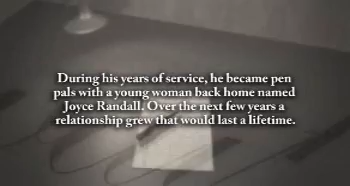 During his years of service, he became pen
pals with a young woman back home named
Joyce Randall. Over the next few years a
relationship grew that would last a lifetime.